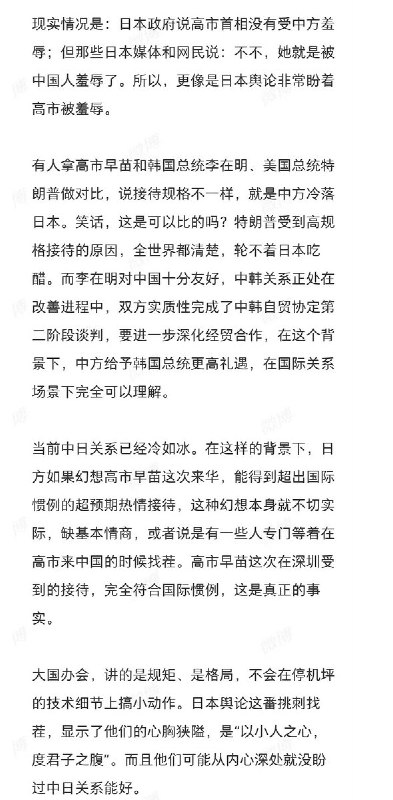 现实情况是：日本政府说高市首相没有受中方羞
辱；但那些日本媒体和网民说：不不，她就是被
中国人羞辱了。所以，更像是日本舆论非常盼着
高市被羞辱。
有人拿高市早苗和韩国总统李在明、美国总统特
朗普做对比，说接待规格不一样，就是中方冷落
日本。笑话，这是可以比的吗？特朗普受到高规
格接待的原因，全世界都清楚，轮不着日本吃
醋。而李在明对中国十分友好，中韩关系正处在
改善进程中，双方实质性完成了中韩自贸协定第
二阶段谈判，要进一步深化经贸合作，在这个背
景下，中方给予韩国总统更高礼遇，在国际关系
场景下完全可以理解。
当前中日关系已经冷如冰。在这样的背景下，日
方如果幻想高市早苗这次来华，能得到超出国际
惯例的超预期热情接待，这种幻想本身就不切实
际，缺基本情商，或者说是有一些人专门等着在
高市来中国的时候找茬。高市早苗这次在深圳受
到的接待，完全符合国际惯例，这是真正的事
实。
大国办会，讲的是规矩、是格局，不会在停机坪
的技术细节上搞小动作。日本舆论这番挑刺找
茬，显示了他们的心胸狭隘，是“以小人之心，
度君子之腹”。而且他们可能从内心深处就没盼
过中日关系能好。